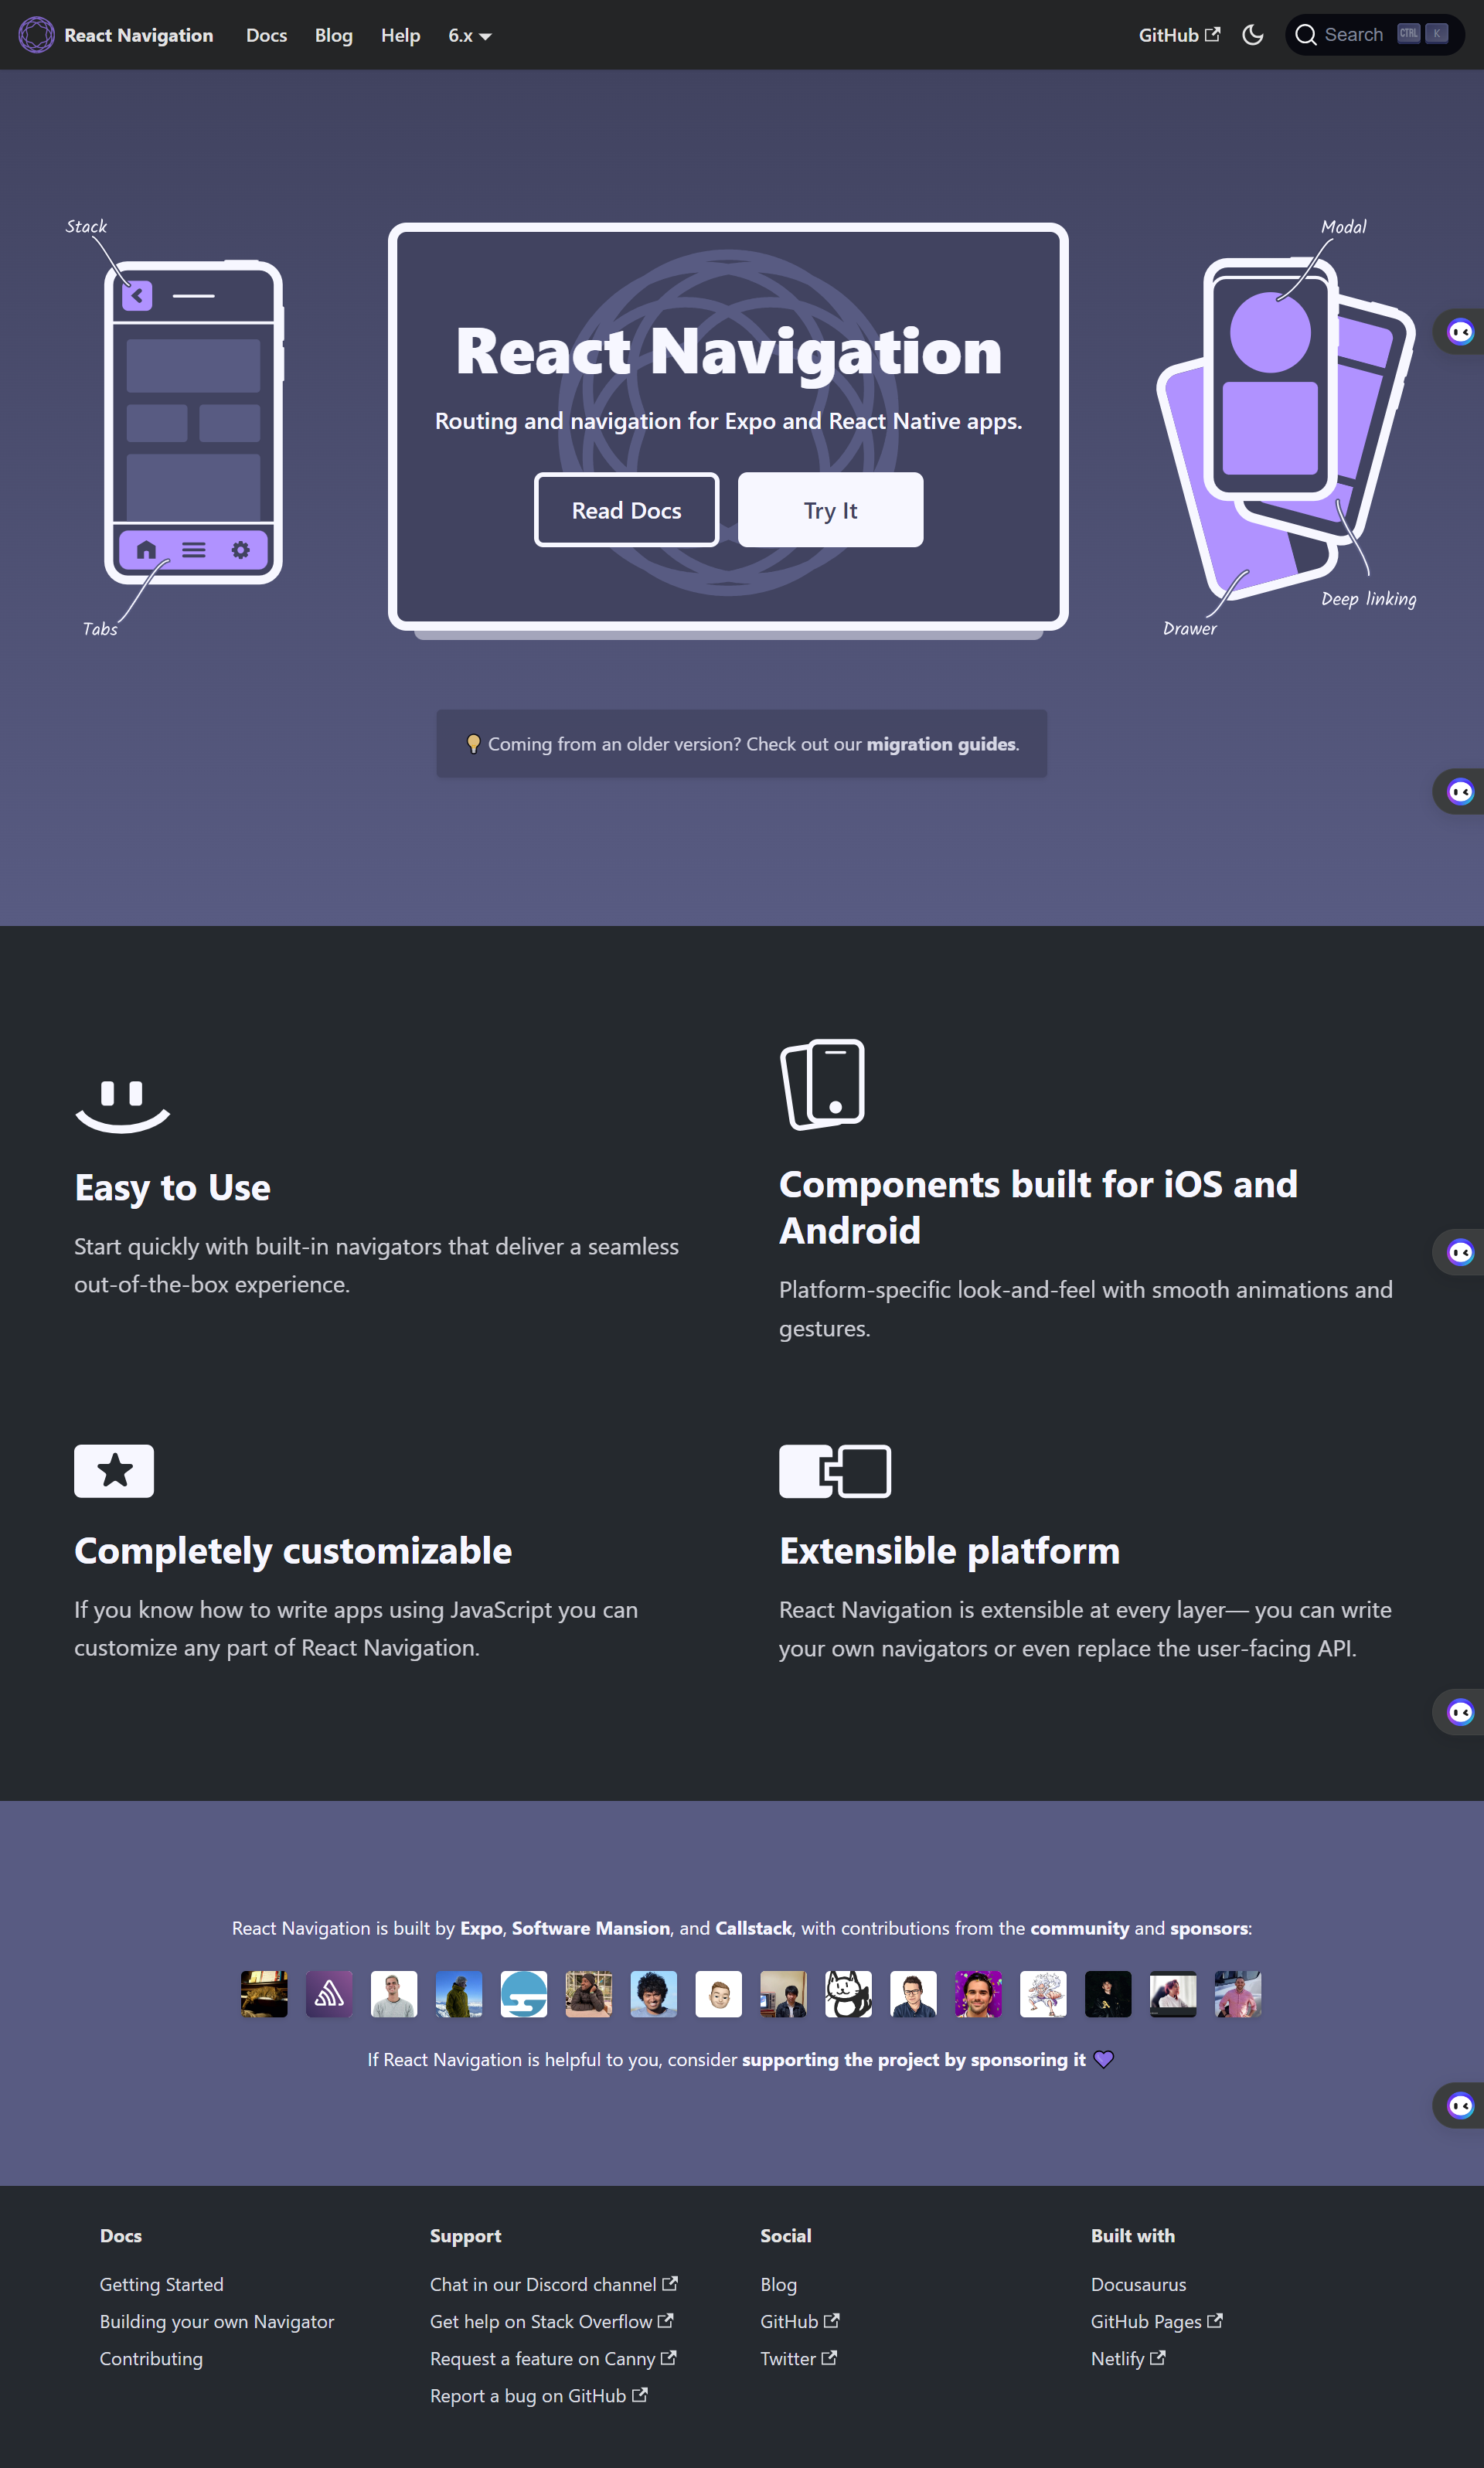 React Navigation
Docs
Blog
Help
6.x
GitHub
Search
CTRL
K
Stack
Modal
React Navigation
Routing and navigation for Expo and React Native apps.
Read Docs
Try It
Tabs
Deep linking
Drawer
Coming from an older version? Check out our migration guides.
Easy to Use
Start quickly with built-in navigators that deliver a seamless
out-of-the-box experience.
Components built for iOS and
Android
Platform-specific look-and-feel with smooth animations and
gestures.
Completely customizable
If you know how to write apps using JavaScript you can
customize any part of React Navigation.
Extensible platform
React Navigation is extensible at every layer— you can write
your own navigators or even replace the user-facing API.
React Navigation is built by Expo, Software Mansion, and Callstack, with contributions from the community and sponsors:
If React Navigation is helpful to you, consider supporting the project by sponsoring it 💜
Docs
Getting Started
Building your own Navigator
Contributing
Support
Chat in our Discord channel
Get help on Stack Overflow
Request a feature on Canny
Report a bug on GitHub
Social
Blog
GitHub
Twitter
Built with
Docusaurus
GitHub Pages
Netlify